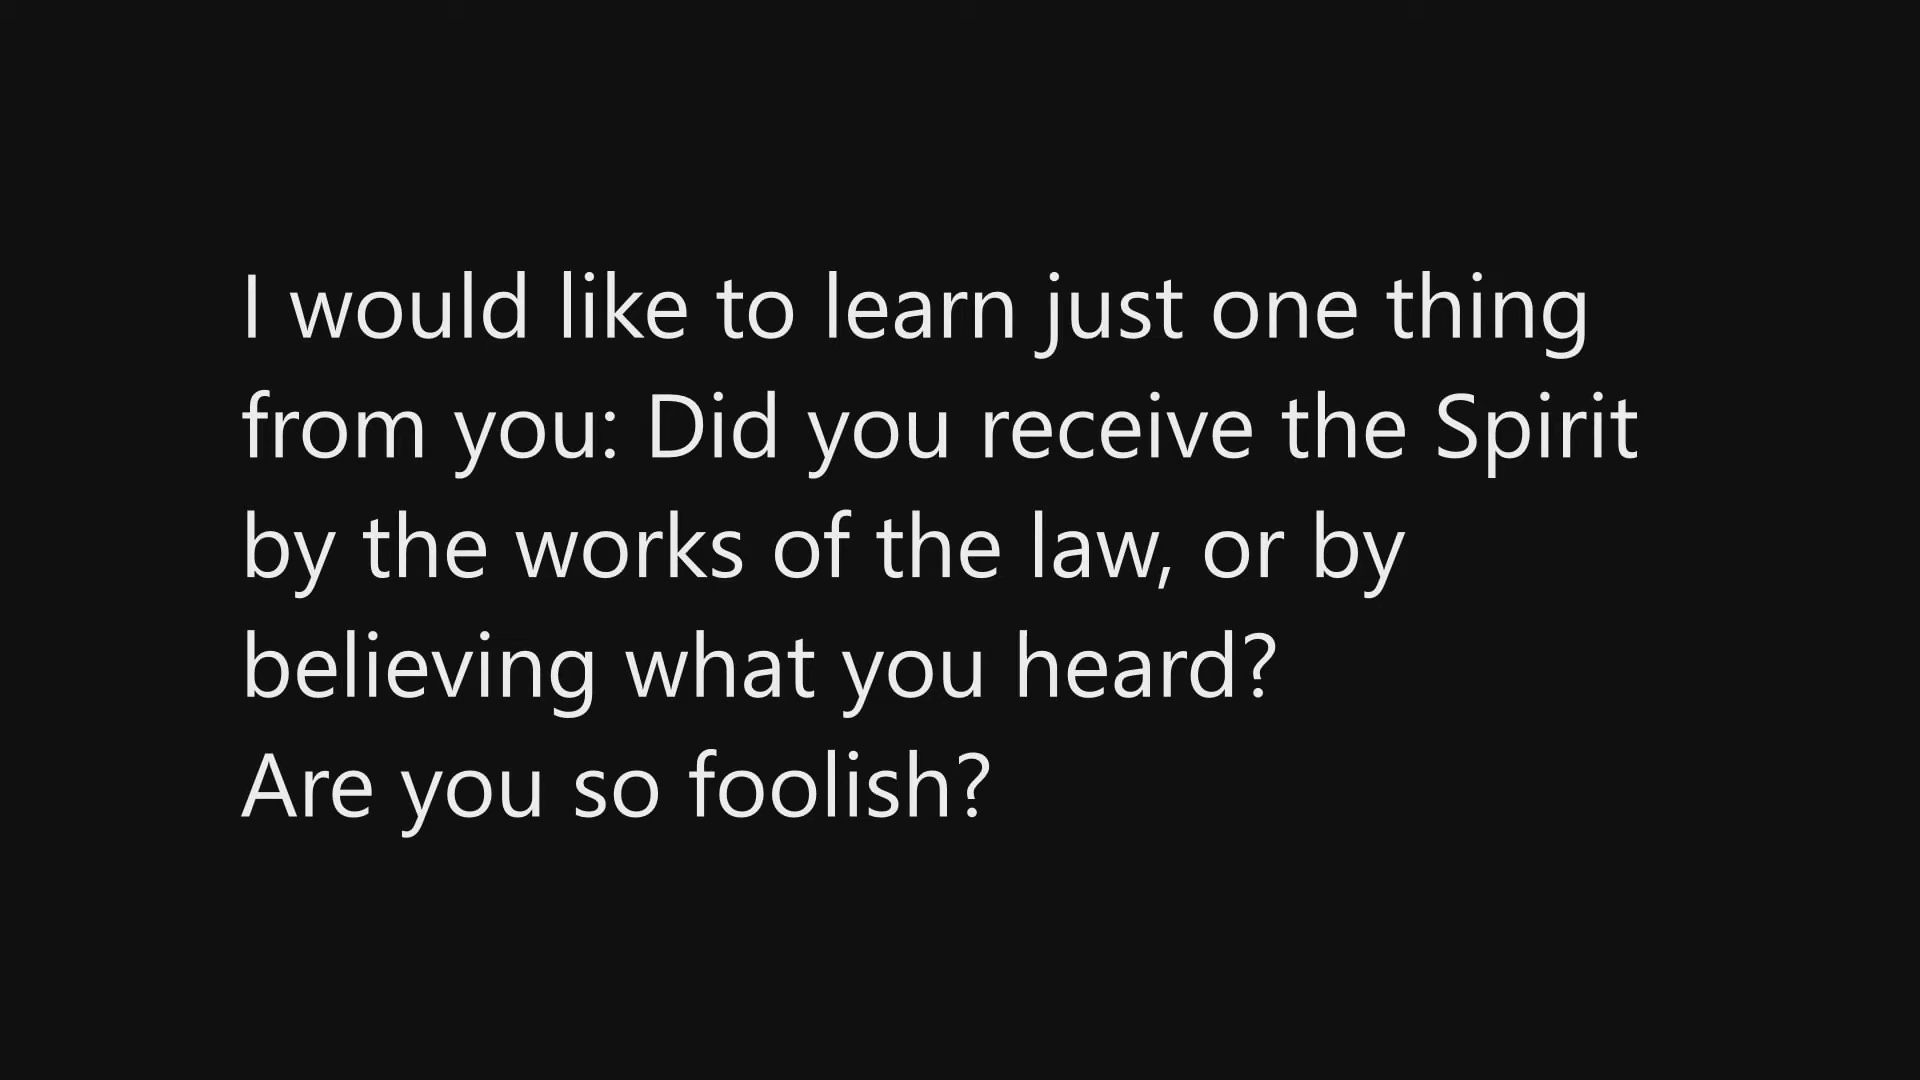 I would like to learn just one thing
from you: Did you receive the Spirit
by the works of the law, or by
believing what you heard?
Are you so foolish?